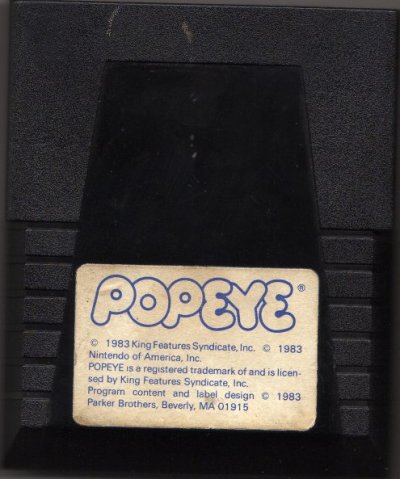 POPEYE®
© 1983 King Features Syndicate, Inc. © 1983
Nintendo of America, Inc.
POPEYE is a registered trademark of and is licen-
sed by King Features Syndicate, Inc.
Program content and label design © 1983
Parker Brothers, Beverly, MA 01915